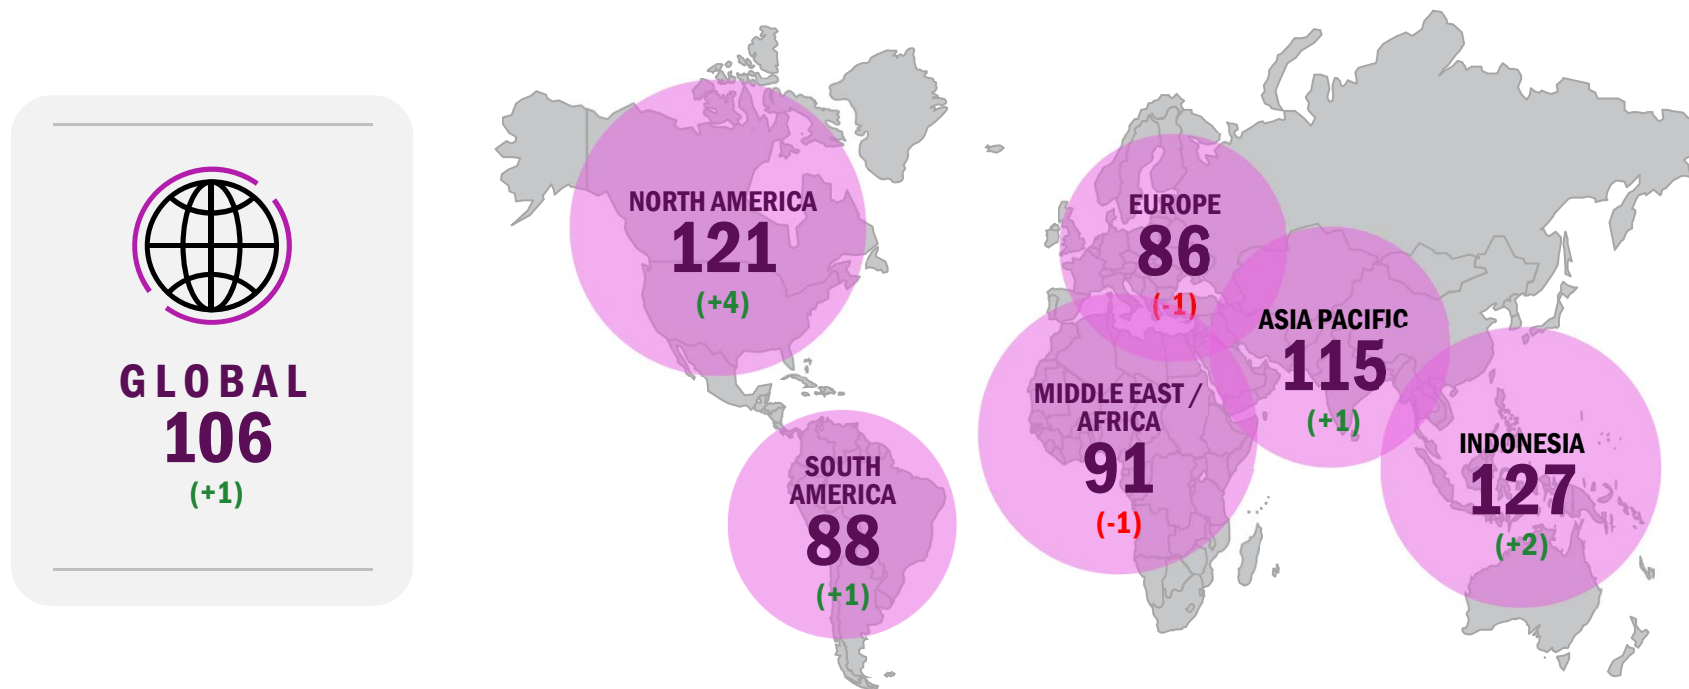 GLOBAL
106
(+1)
NORTH AMERICA
121
(+4)
SOUTH
AMERICA
88
(+1)
EUROPE
86
(-1)
MIDDLE EAST /
AFRICA
91
(-1)
ASIA PACIFIC
115
(+1)
INDONESIA
127
(+2)